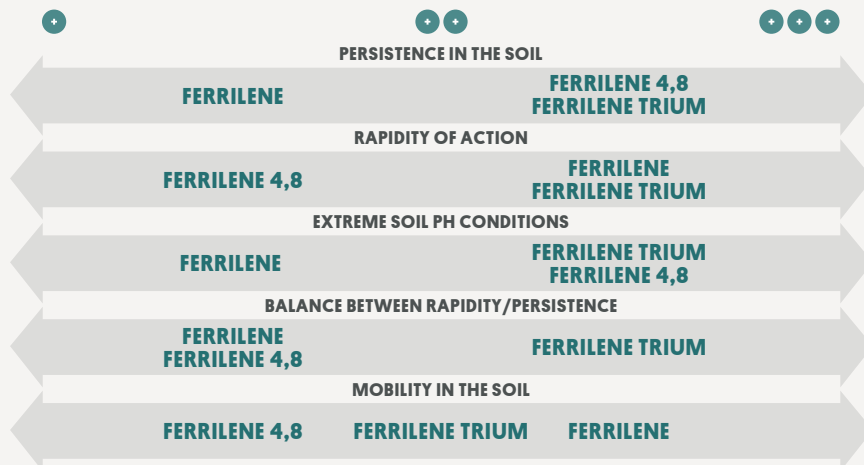 + ++ +++
PERSISTENCE IN THE SOIL
FERRILENE
FERRILENE 4,8
FERRILENE TRIUM
RAPIDITY OF ACTION
FERRILENE 4,8
FERRILENE
FERRILENE TRIUM
EXTREME SOIL PH CONDITIONS
FERRILENE
FERRILENE TRIUM
FERRILENE 4,8
BALANCE BETWEEN RAPIDITY/PERSISTENCE
FERRILENE
FERRILENE 4,8
FERRILENE TRIUM
MOBILITY IN THE SOIL
FERRILENE 4,8 FERRILENE TRIUM FERRILENE